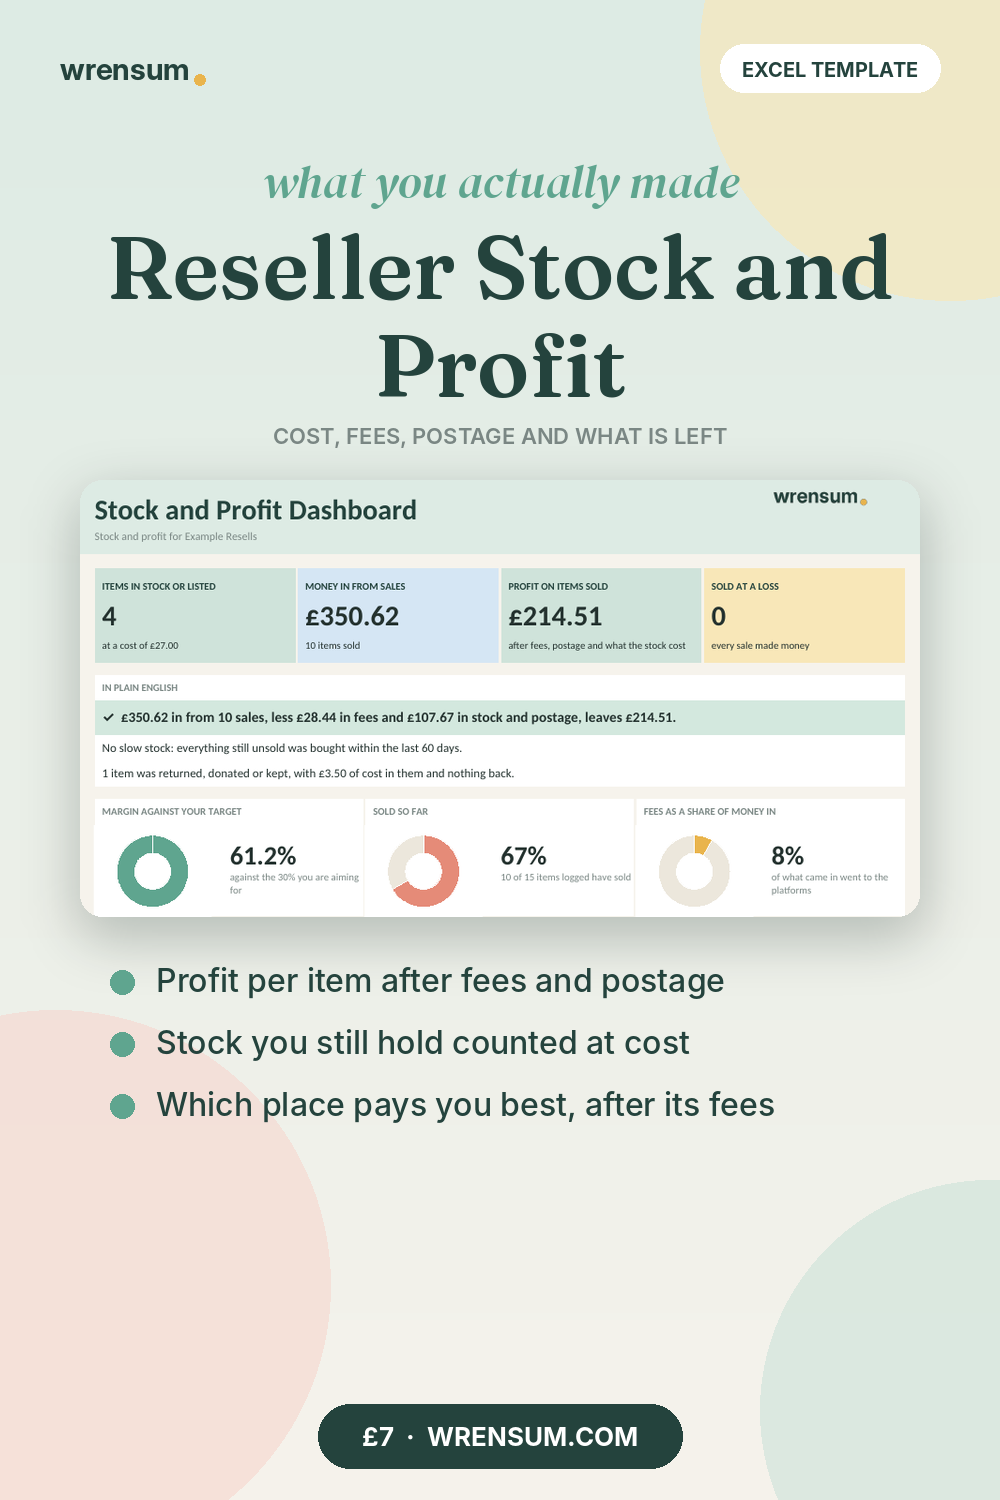 wrensum
EXCEL TEMPLATE
what you actually made
Reseller Stock and
Profit
COST, FEES, POSTAGE AND WHAT IS LEFT
Stock and Profit Dashboard
wrensum
Stock and profit for Example Resells
ITEMS IN STOCK OR LISTED
4
at a cost of £27.00
MONEY IN FROM SALES
£350.62
10 items sold
PROFIT ON ITEMS SOLD
£214.51
after fees, postage and what the stock cost
SOLD AT A LOSS
0
every sale made money
IN PLAIN ENGLISH
✓ £350.62 in from 10 sales, less £28.44 in fees and £107.67 in stock and postage, leaves £214.51.
No slow stock: everything still unsold was bought within the last 60 days.
1 item was returned, donated or kept, with £3.50 of cost in them and nothing back.
MARGIN AGAINST YOUR TARGET
61.2%
against the 30% you are aiming
for
SOLD SO FAR
67%
10 of 15 items logged have sold
FEES AS A SHARE OF MONEY IN
8%
of what came in went to the
platforms
Profit per item after fees and postage
Stock you still hold counted at cost
Which place pays you best, after its fees
£7 · WRENSUM.COM